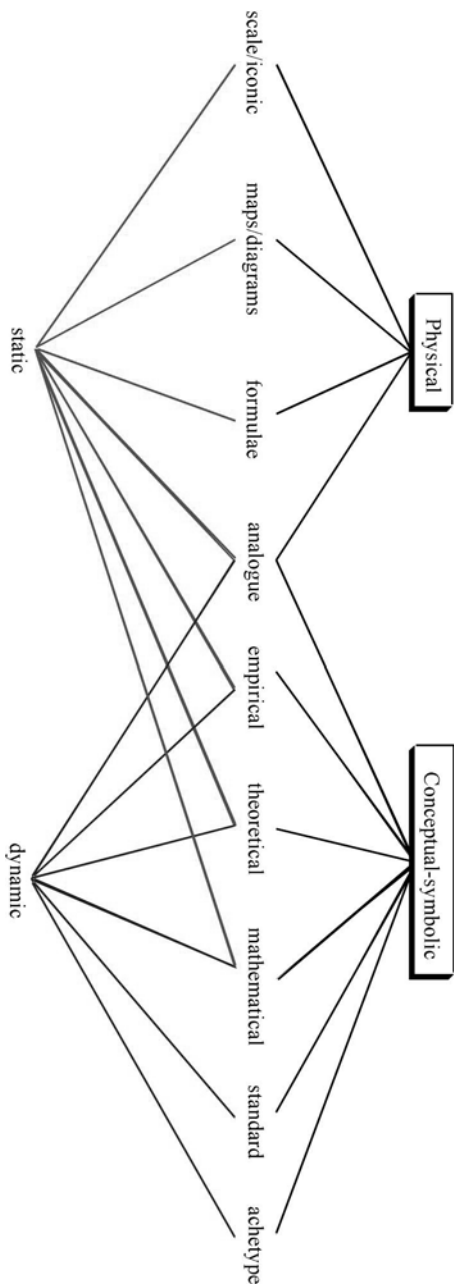 Physical
Conceptual-symbolic
scale/iconic
maps/diagrams
formulae
analogue
empirical
theoretical
mathematical
standard
achetype
static
dynamic